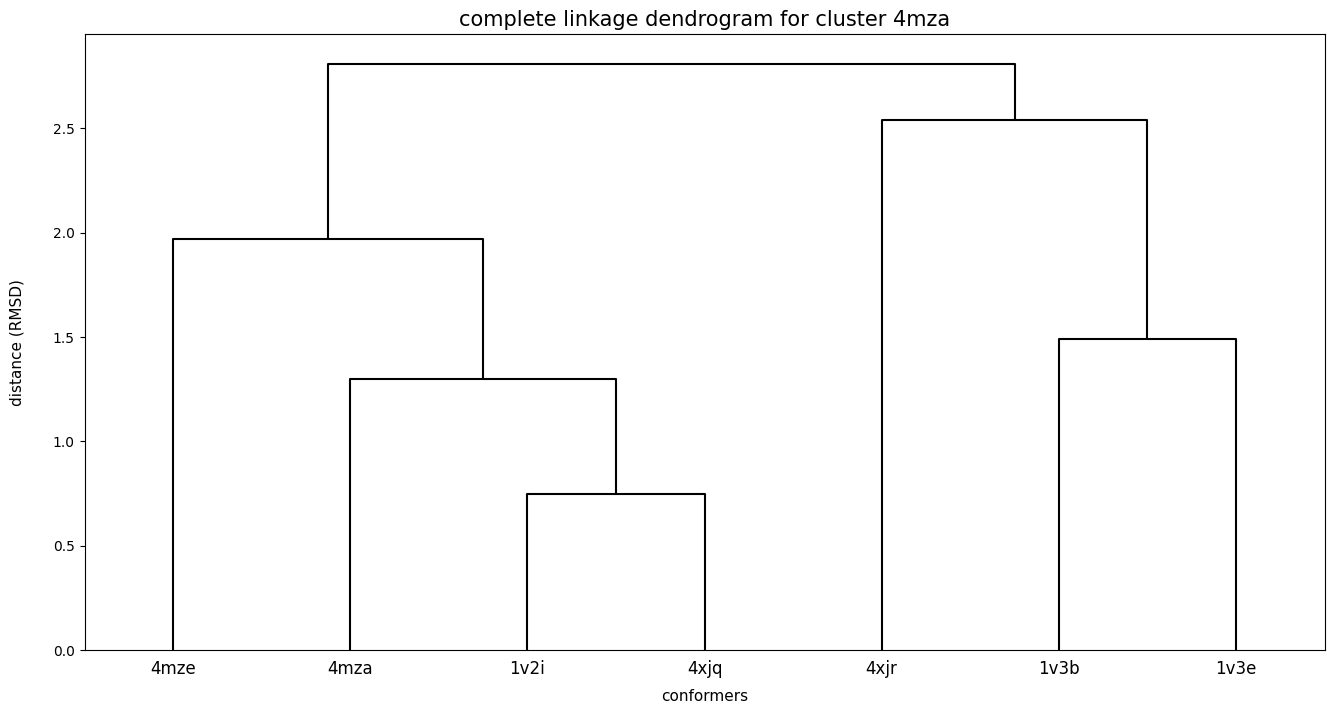 complete linkage dendrogram for cluster 4mza
distance (RMSD)
2.5
2.0
1.5
1.0
0.5
0.0
4mze 4mza 1v2i 4xjq 4xjr 1v3b 1v3e
conformers